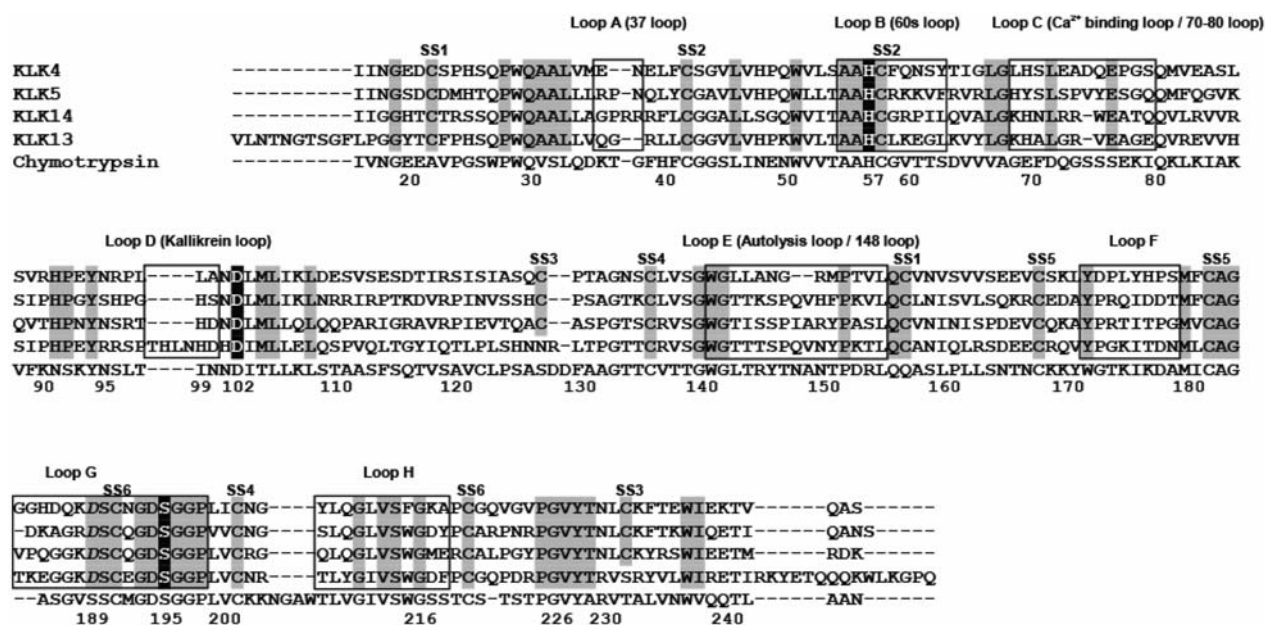 Loop A (37 loop) Loop B (60s loop) Loop C (Ca²⁺ binding loop / 70-80 loop)
SS1 SS2 SS2
KLK4 ----------IINGEDCSPHSQPWQAALVME--NELFCSGVLVHPQWVLSAAHCFQNSYTIGLGLHSLEADQEPGSQMVEASL
KLK5 ----------IINGSDCDMHTQPWQAALLLRPNQLYCGAVLVHPQWLLTAAHCRKKVFRVRLGHYSLSPVYESGQQMFQGVK
KLK14 ----------IIGGHTCTRSSQPWQAALLAGPRRRFLCGGALLSGQWVITAAHCGRPILQVALGKHNLRR-WEATQQVLRVVR
KLK13 VLNTNGTSGFLPGGYTCFPHSQPWQAALLVQGR--RLLCGGVLVHPKWVLTAAHCLKEGLKVYLGKHALGR-VEAGEQVREVVH
Chymotrypsin IVNGEEAVPGSWPWQVSLQDKT-GFHFCGGSLINENWVVTAAHCGVTTSDVVVAGEFDQGSSSEKIQKLKIAK
20 30 40 50 57 60 70 80
Loop D (Kallikrein loop) Loop E (Autolysis loop / 148 loop) Loop F
SS3 SS4 SS1 SS5 SS5
SVRHPEYNRPL----LANDLMLIKLDESVSESDTIRSISIASQC--PTAGNSCLVSGWGLLANG--RMPTVLQCVNVSVVSEEVCSKLYDPLYHPSMFCAG
SIPHPGYSHPG----HSNDLMLIKLNRRIRPTKDVRPINVSSHC--PSAGTKCLVSGWGTTKSPQVHFPKVLQCLNISVLSQKRCEDAYPRQIDDTMFCAG
QVTHPNYNSRT----HDNDLMLLQLQQPARIGRAVRPIEVTQAC--ASPGTSCRVSGWGTISSPIARYPASLQCVNINISPDEVCQKAYPRTITPGMVCAG
SIPHPEYRRSPTHLNHDHDIMLLELQSPVQLTGYIQTLPLSHNNR-LTPGTTCRVSGWGTTTSPQVNYPKTLQCANIQLRSDEECRQVYPGKITDNMLCAG
VFKNSKYNSLT----INNDITLLKLSTAASFSQTVSAVCLPSASDDFAAGTTCVTTGWGLTRYTNANTPDRLQQASLPLLSNTNCKKYWGTKIKDAMICAG
90 95 99 102 110 120 130 140 150 160 170 180
Loop G Loop H
SS6 SS4 SS6 SS3
GGHDQKDSCNGDSGGPLICNG----YLQGLVSFGKAPCGQVGVPGVYTNLCKFTEWIEKTV------QAS------
-DKAGRDSCQGDSGGPVVCNG----SLQGLVSWGDYPCARPNRPGVYTNLCKFTKWIQETI------QANS-----
VPQGGKDSCQGDSGGPLVCRG----QLQGLVSWGMERCALPGYPGVYTNLCKYRSWIEETM------RDK------
TKEGGKDSCEGDSGGPLVCNR----TLYGIVSWGDFPCGQPDRPGVYTRVSRYVLWIRETIRKYETQQQKWLKGPQ
--ASGVSSCMGDSGGPLVCKKNGAWTLVGIVSWGSSTCS-TSTPGVYARVTALVNWVQQTL------AAN------
189 195 200 216 226 230 240